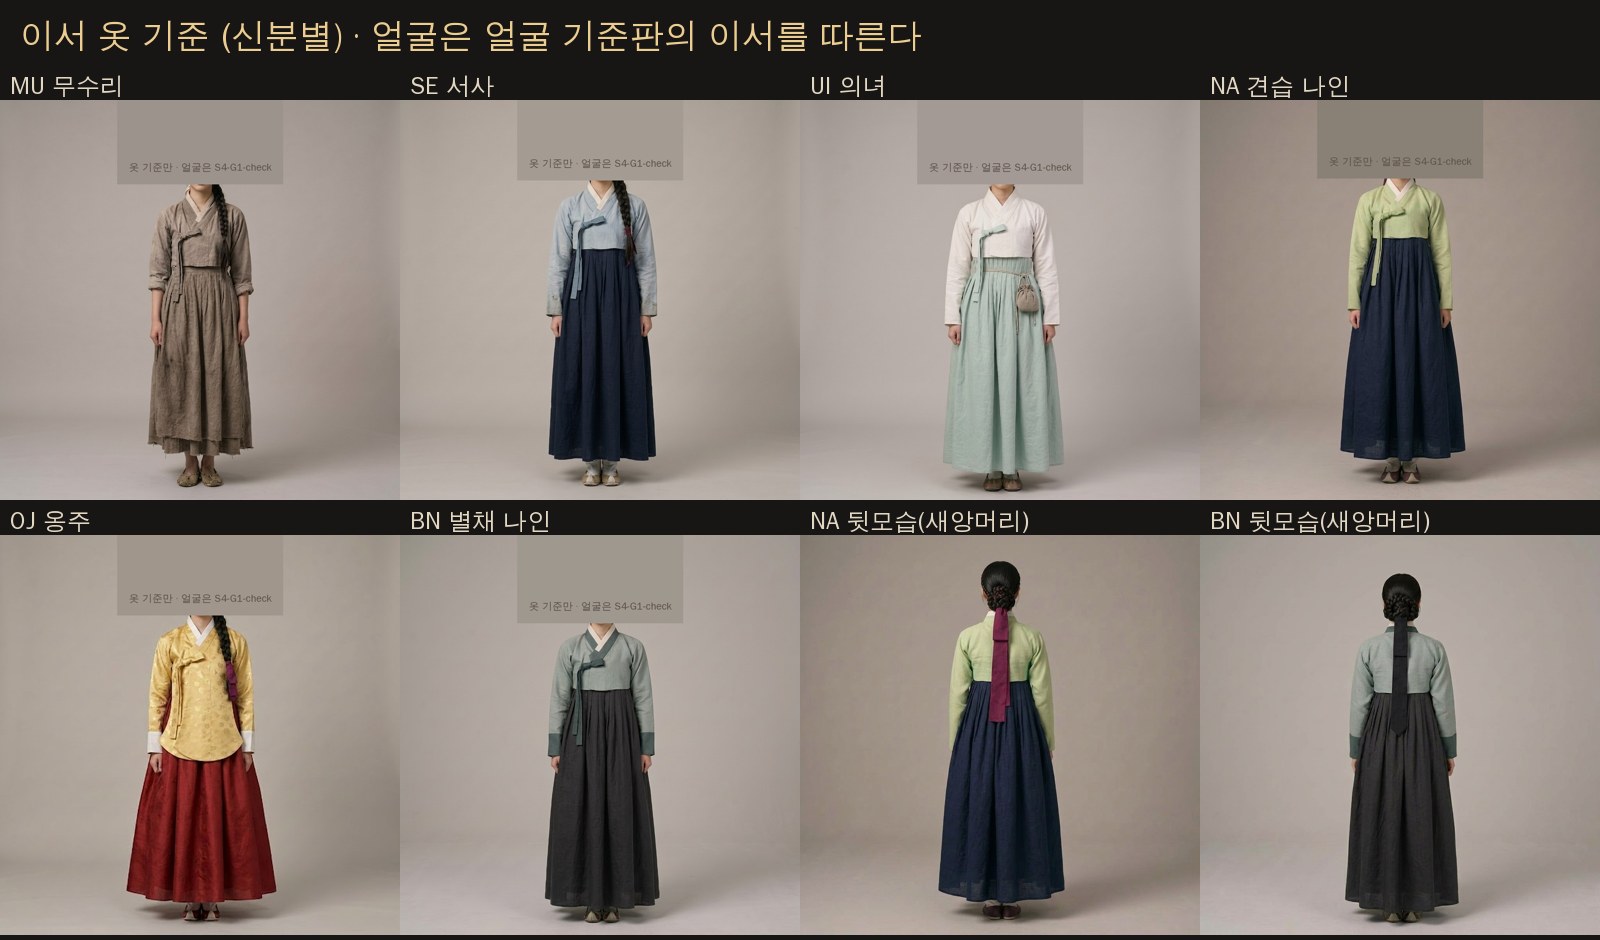 이서 옷 기준 (신분별) · 얼굴은 얼굴 기준판의 이서를 따른다
MU 무수리
SE 서사
UI 의녀
NA 견습 나인
옷 기준만 · 얼굴은 S4-G1-check
옷 기준만 · 얼굴은 S4-G1-check
옷 기준만 · 얼굴은 S4-G1-check
옷 기준만 · 얼굴은 S4-G1-check
OJ 옹주
BN 별채 나인
NA 뒷모습(새앙머리)
BN 뒷모습(새앙머리)
옷 기준만 · 얼굴은 S4-G1-check
옷 기준만 · 얼굴은 S4-G1-check